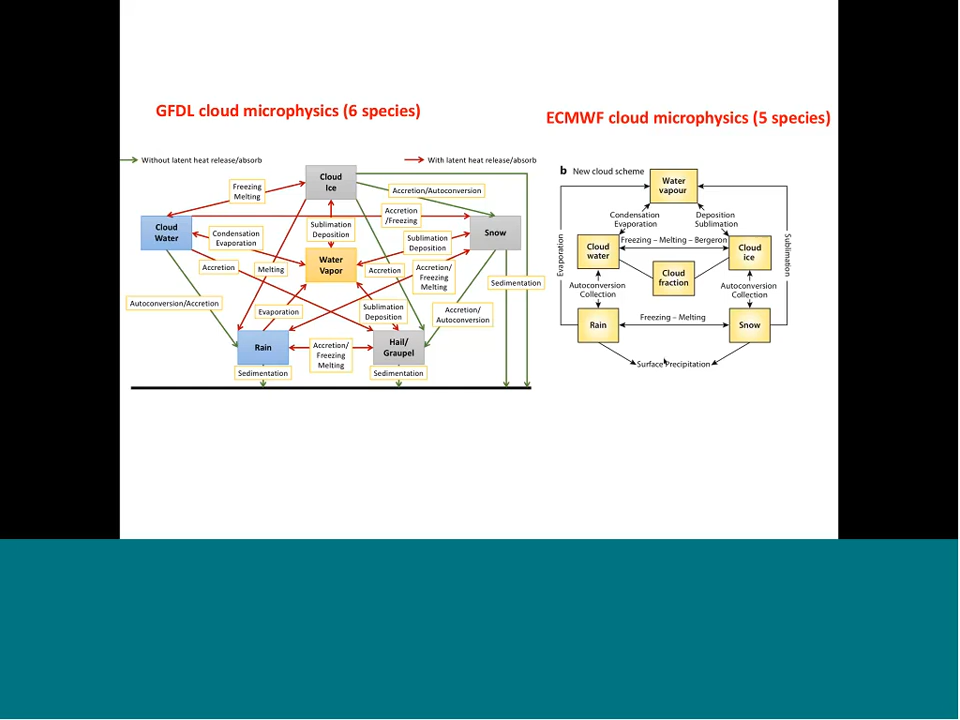 GFDL cloud microphysics (6 species)
ECMWF cloud microphysics (5 species)
Without latent heat release/absorb
With latent heat release/absorb
Cloud
Ice
Freezing
Melting
Accretion/Autoconversion
Accretion
/Freezing
Cloud
Water
Condensation
Evaporation
Sublimation
Deposition
Sublimation
Deposition
Snow
Accretion
Melting
Water
Vapor
Accretion
Accretion/
Freezing
Melting
Sedimentation
Autoconversion/Accretion
Evaporation
Sublimation
Deposition
Accretion/
Autoconversion
Rain
Accretion/
Freezing
Melting
Hail/
Graupel
Sedimentation
Sedimentation
b New cloud scheme
Water
vapour
Condensation
Evaporation
Deposition
Sublimation
Evaporation
Cloud
water
Freezing – Melting – Bergeron
Cloud
ice
Sublimation
Cloud
fraction
Autoconversion
Collection
Autoconversion
Collection
Rain
Freezing – Melting
Snow
Surface Precipitation